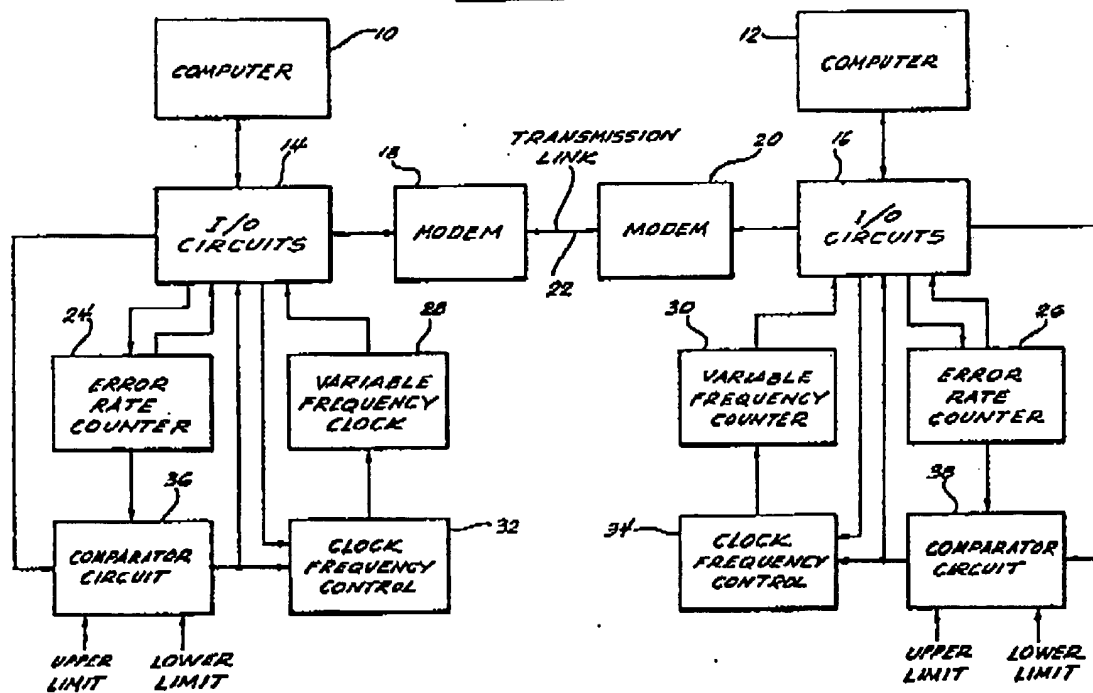 10
COMPUTER
12
COMPUTER
14
I/O
CIRCUITS
18
MODEM
TRANSMISSION
LINK
22
20
MODEM
16
I/O
CIRCUITS
24
ERROR
RATE
COUNTER
28
VARIABLE
FREQUENCY
CLOCK
30
VARIABLE
FREQUENCY
COUNTER
26
ERROR
RATE
COUNTER
36
COMPARATOR
CIRCUIT
32
CLOCK
FREQUENCY
CONTROL
34
CLOCK
FREQUENCY
CONTROL
38
COMPARATOR
CIRCUIT
UPPER
LIMIT
LOWER
LIMIT
UPPER
LIMIT
LOWER
LIMIT